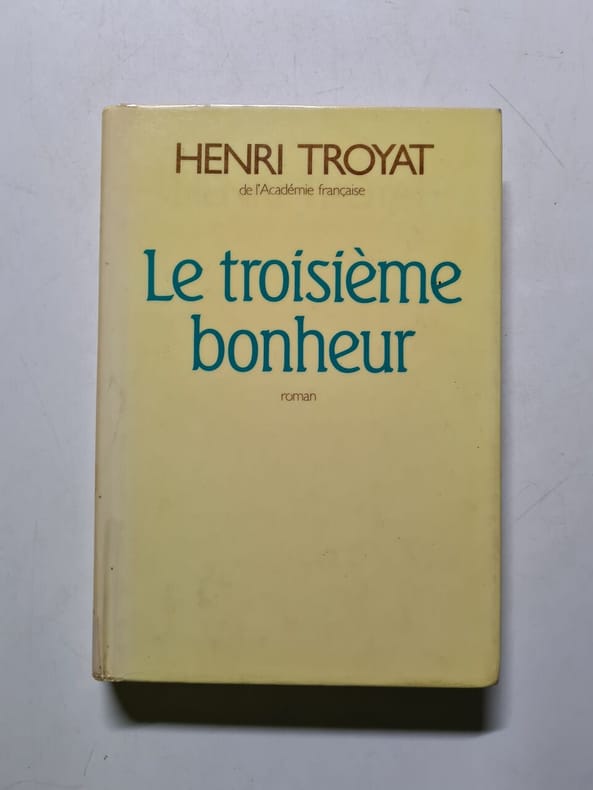 HENRI TROYAT
de l'Académie française
Le troisième
bonheur
roman